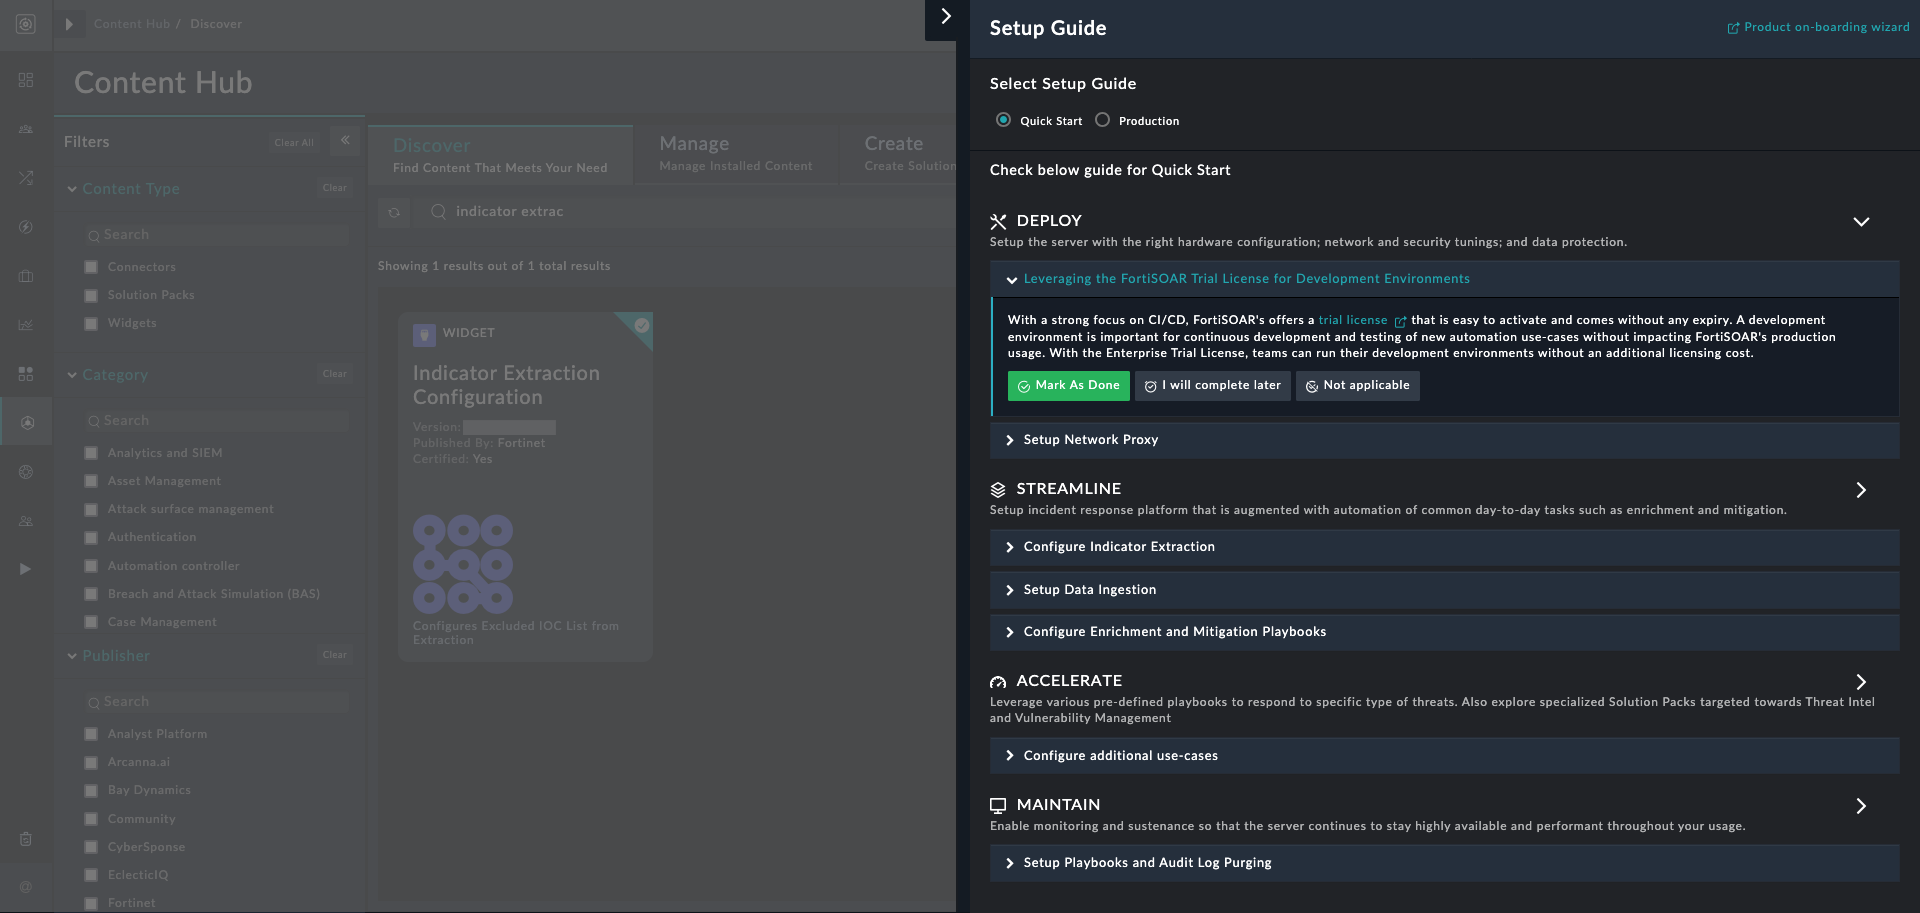 Content Hub / Discover
Content Hub
Filters
Clear All
Content Type
Clear
Search
Connectors
Solution Packs
Widgets
Category
Clear
Search
Analytics and SIEM
Asset Management
Attack surface management
Authentication
Automation controller
Breach and Attack Simulation (BAS)
Case Management
Publisher
Clear
Search
Analyst Platform
Arcanna.ai
Bay Dynamics
Community
CyberSponse
EclecticIQ
Fortinet
Discover
Find Content That Meets Your Need
Manage
Manage Installed Content
Create
Create Solution
indicator extrac
Showing 1 results out of 1 total results
WIDGET
Indicator Extraction
Configuration
Version:
Published By: Fortinet
Certified: Yes
Configures Excluded IOC List from
Extraction
Setup Guide
Product on-boarding wizard
Select Setup Guide
Quick Start
Production
Check below guide for Quick Start
DEPLOY
Setup the server with the right hardware configuration; network and security tunings; and data protection.
Leveraging the FortiSOAR Trial License for Development Environments
With a strong focus on CI/CD, FortiSOAR's offers a trial license that is easy to activate and comes without any expiry. A development
environment is important for continuous development and testing of new automation use-cases without impacting FortiSOAR's production
usage. With the Enterprise Trial License, teams can run their development environments without an additional licensing cost.
Mark As Done
I will complete later
Not applicable
Setup Network Proxy
STREAMLINE
Setup incident response platform that is augmented with automation of common day-to-day tasks such as enrichment and mitigation.
Configure Indicator Extraction
Setup Data Ingestion
Configure Enrichment and Mitigation Playbooks
ACCELERATE
Leverage various pre-defined playbooks to respond to specific type of threats. Also explore specialized Solution Packs targeted towards Threat Intel
and Vulnerability Management
Configure additional use-cases
MAINTAIN
Enable monitoring and sustenance so that the server continues to stay highly available and performant throughout your usage.
Setup Playbooks and Audit Log Purging